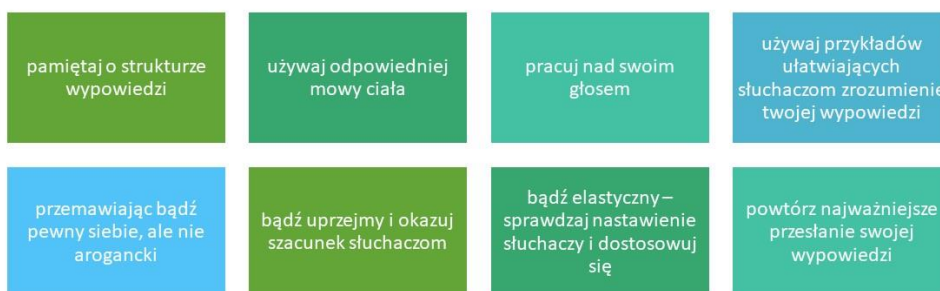 pamiętaj o strukturze
wypowiedzi
używaj odpowiedniej
mowy ciała
pracuj nad swoim
głosem
używaj przykładów
ułatwiających
słuchaczom zrozumienie
twojej wypowiedzi
przemawiając bądź
pewny siebie, ale nie
arogancki
bądź uprzejmy i okazuj
szacunek słuchaczom
bądź elastyczny –
sprawdzaj nastawienie
słuchaczy i dostosowuj
się
powtórz najważniejsze
przesłanie swojej
wypowiedzi